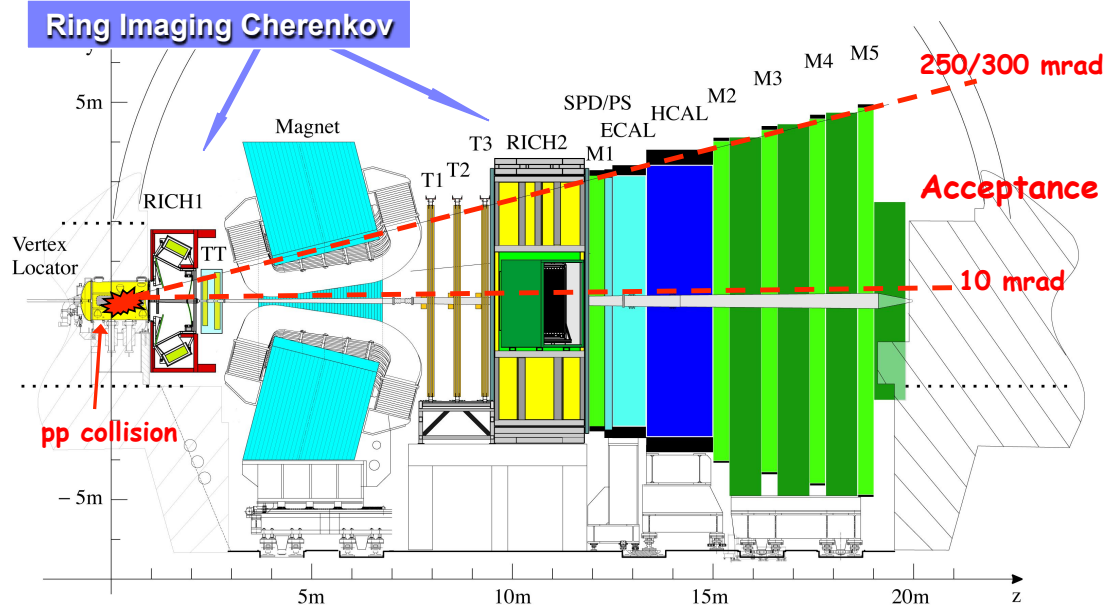 Ring Imaging Cherenkov
y
5m
250/300 mrad
M5
M4
M3
M2
SPD/PS
HCAL
ECAL
Magnet
T3
RICH2
M1
T2
T1
Acceptance
RICH1
TT
Vertex
Locator
10 mrad
pp collision
– 5m
5m
10m
15m
20m
z